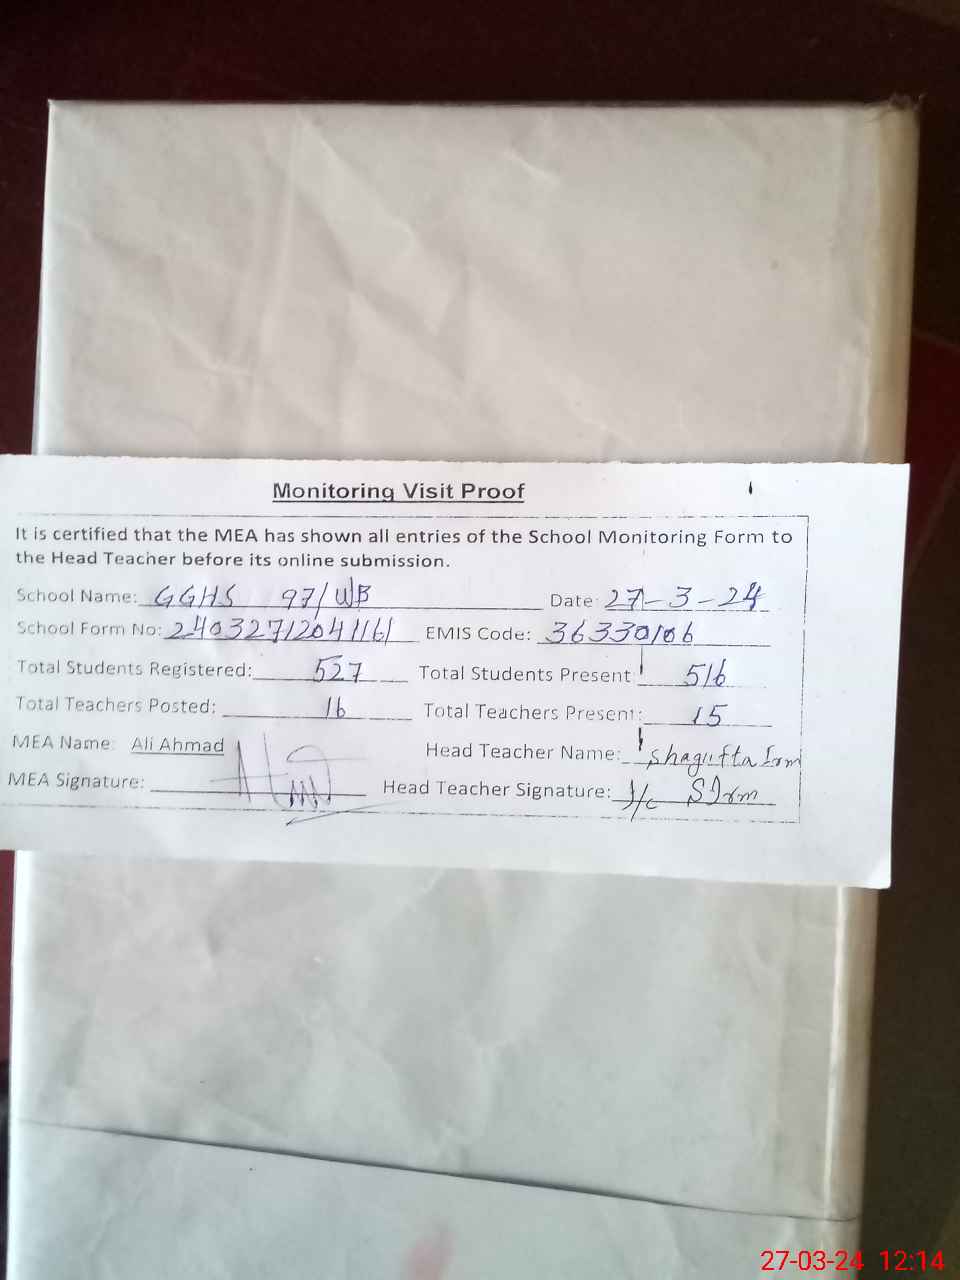 Monitoring Visit Proof
It is certified that the MEA has shown all entries of the School Monitoring Form to
the Head Teacher before its online submission.
School Name: GGHS 97/WB Date: 27-3-24
School Form No: 240327120411161 EMIS Code: 36330106
Total Students Registered: 527 Total Students Present: 516
Total Teachers Posted: 16 Total Teachers Present: 15
MEA Name: Ali Ahmad Head Teacher Name: Shagufta Irm
MEA Signature: Head Teacher Signature: I/c SIrm
27-03-24 12:14